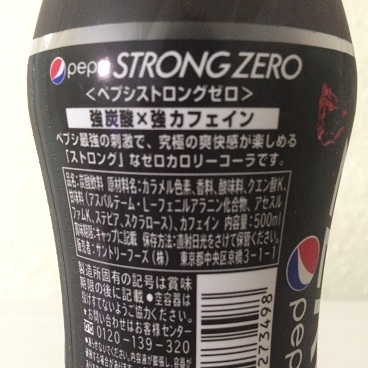 pepsi STRONG ZERO
<ペプシストロングゼロ>
強炭酸×強カフェイン
ペプシ最強の刺激で、究極の爽快感が楽しめる
「ストロング」なゼロカロリーコーラです。
品名:炭酸飲料 原材料名:カラメル色素、香料、酸味料、クエン酸K、
甘味料(アスパルテーム・L-フェニルアラニン化合物、アセスル
ファムK、ステビア、スクラロース)、カフェイン 内容量:500ml
賞味期限:キャップに記載 保存方法:直射日光をさけて保存ください。
販売者:サントリーフーズ(株) 東京都中央区京橋3-1-1
製造所固有の記号は賞味
期限の後に記載 ●空容器は
投げすてないようにご協力ください。
●お問い合わせはお客様センター
0120-139-320
273498
pep